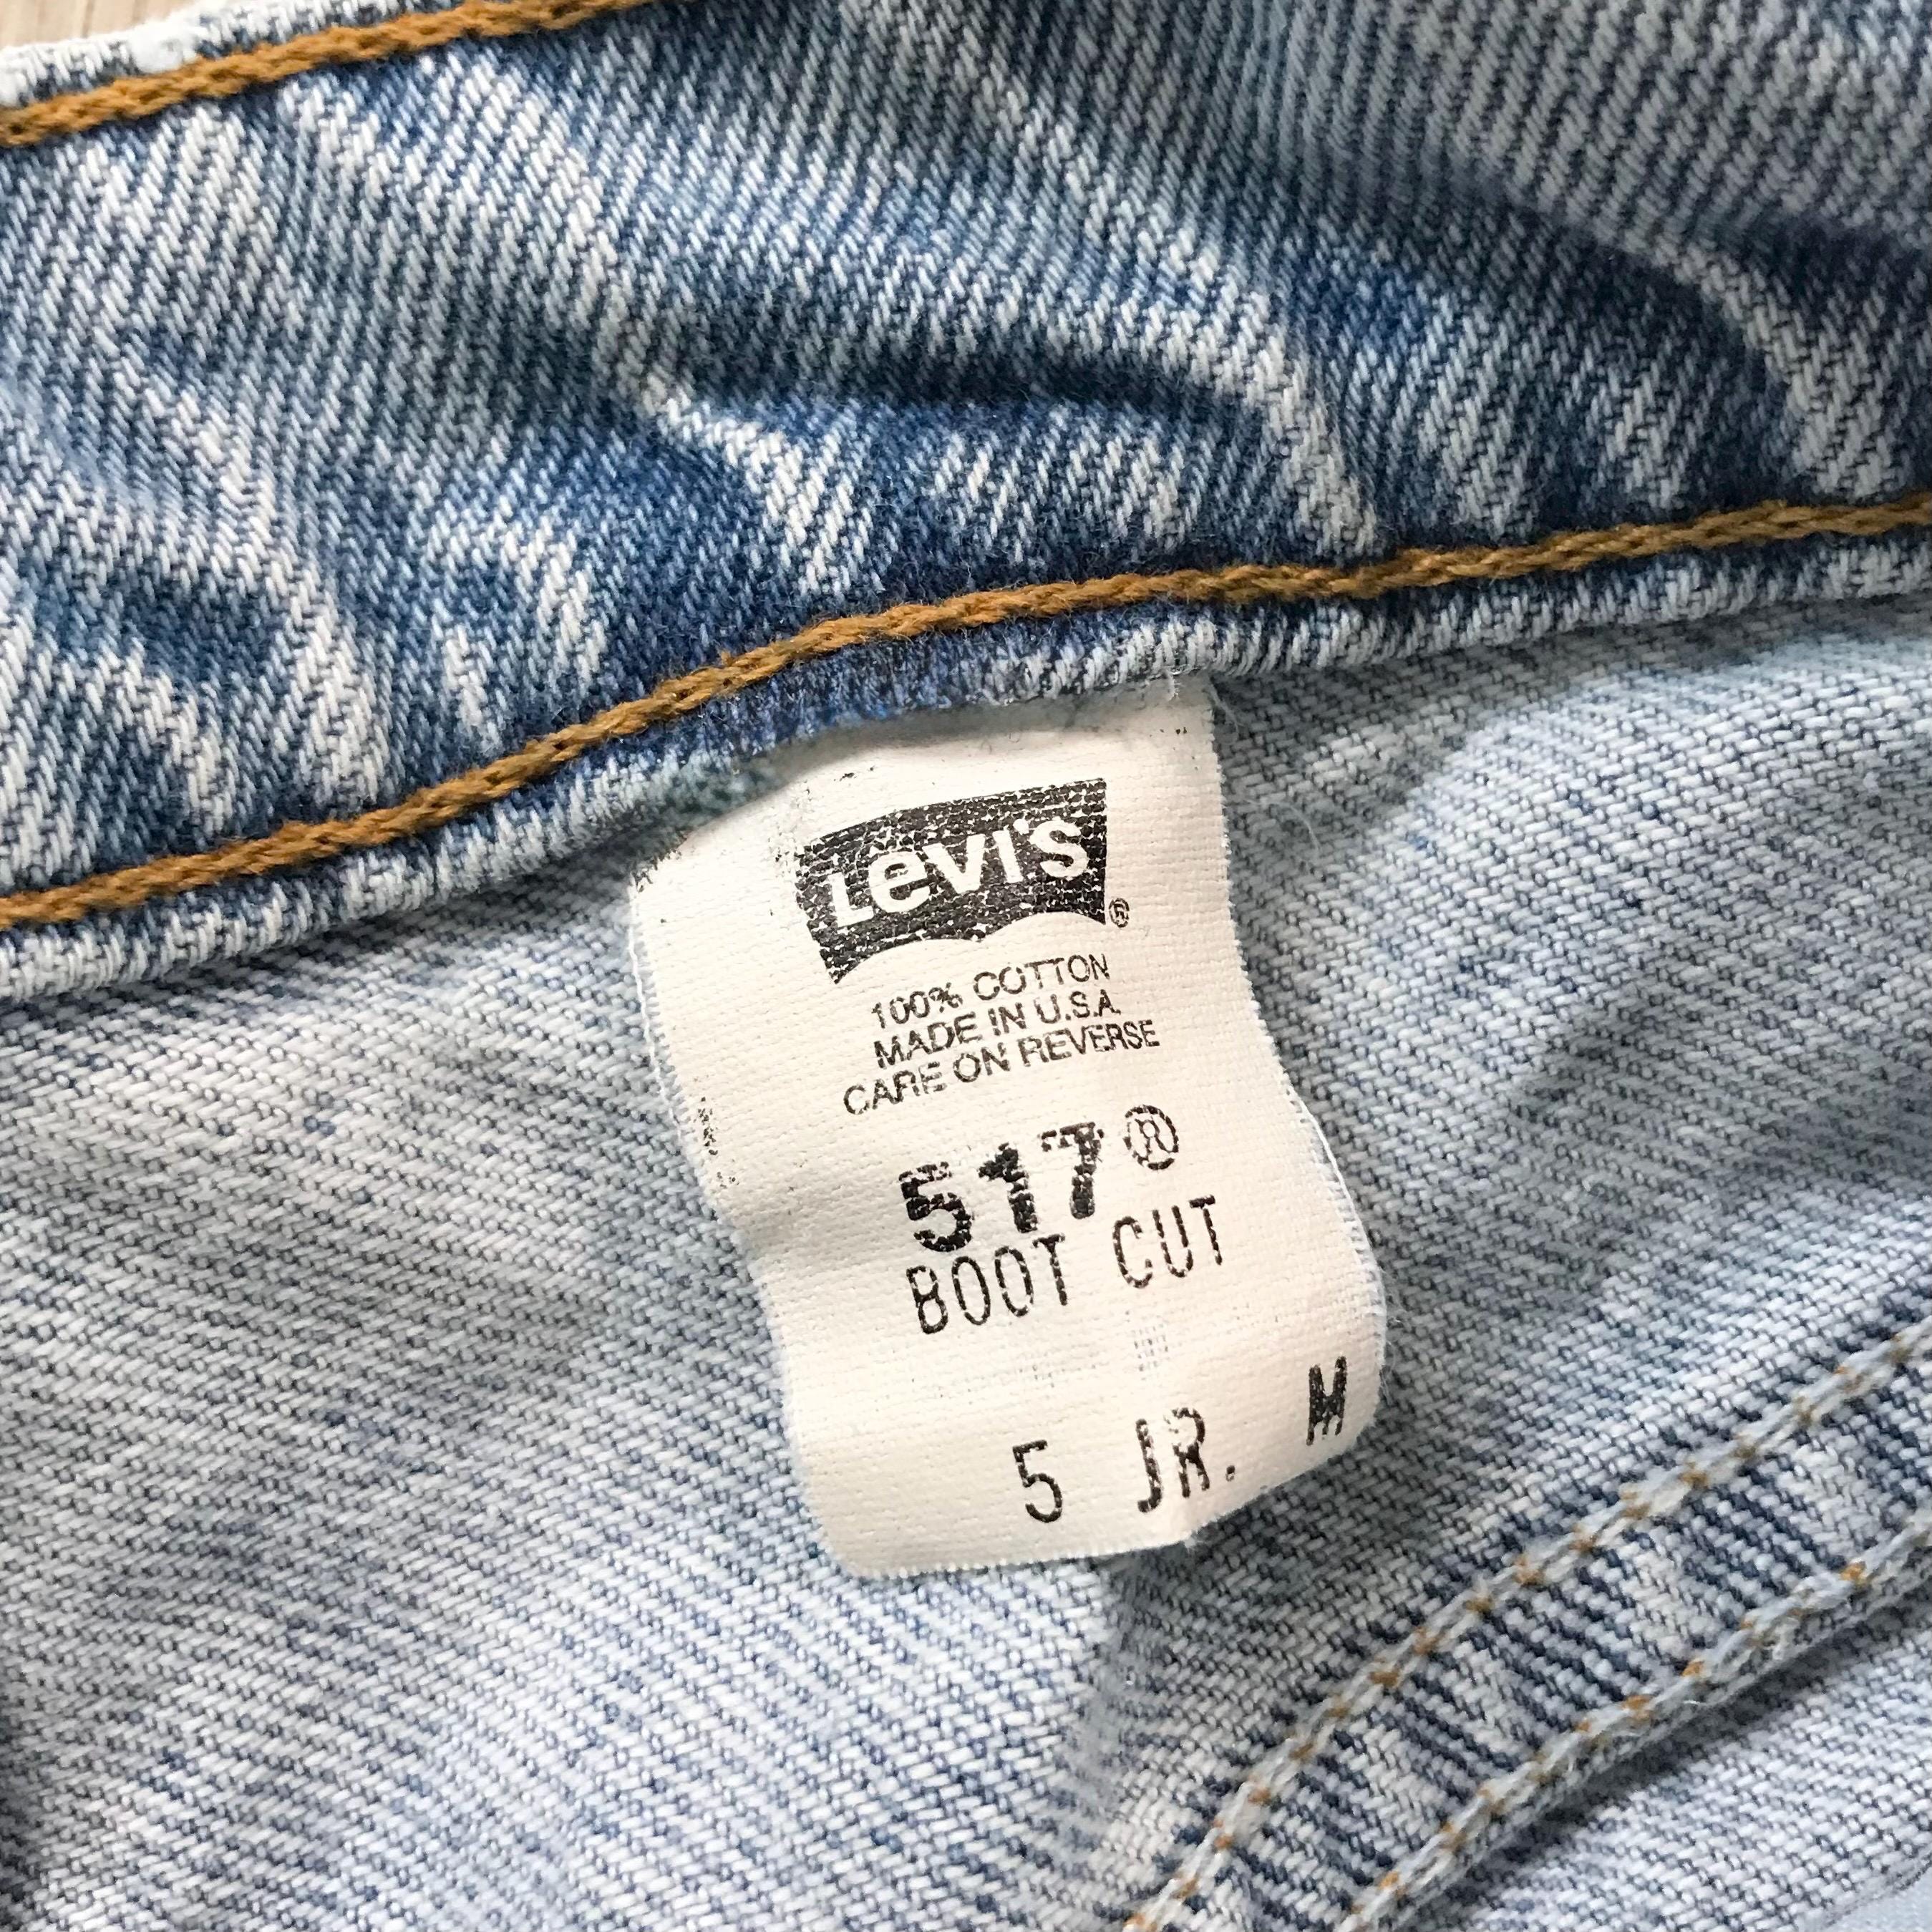 Levi's ®
100% COTTON
MADE IN U.S.A.
CARE ON REVERSE
517®
BOOT CUT
5 JR. M